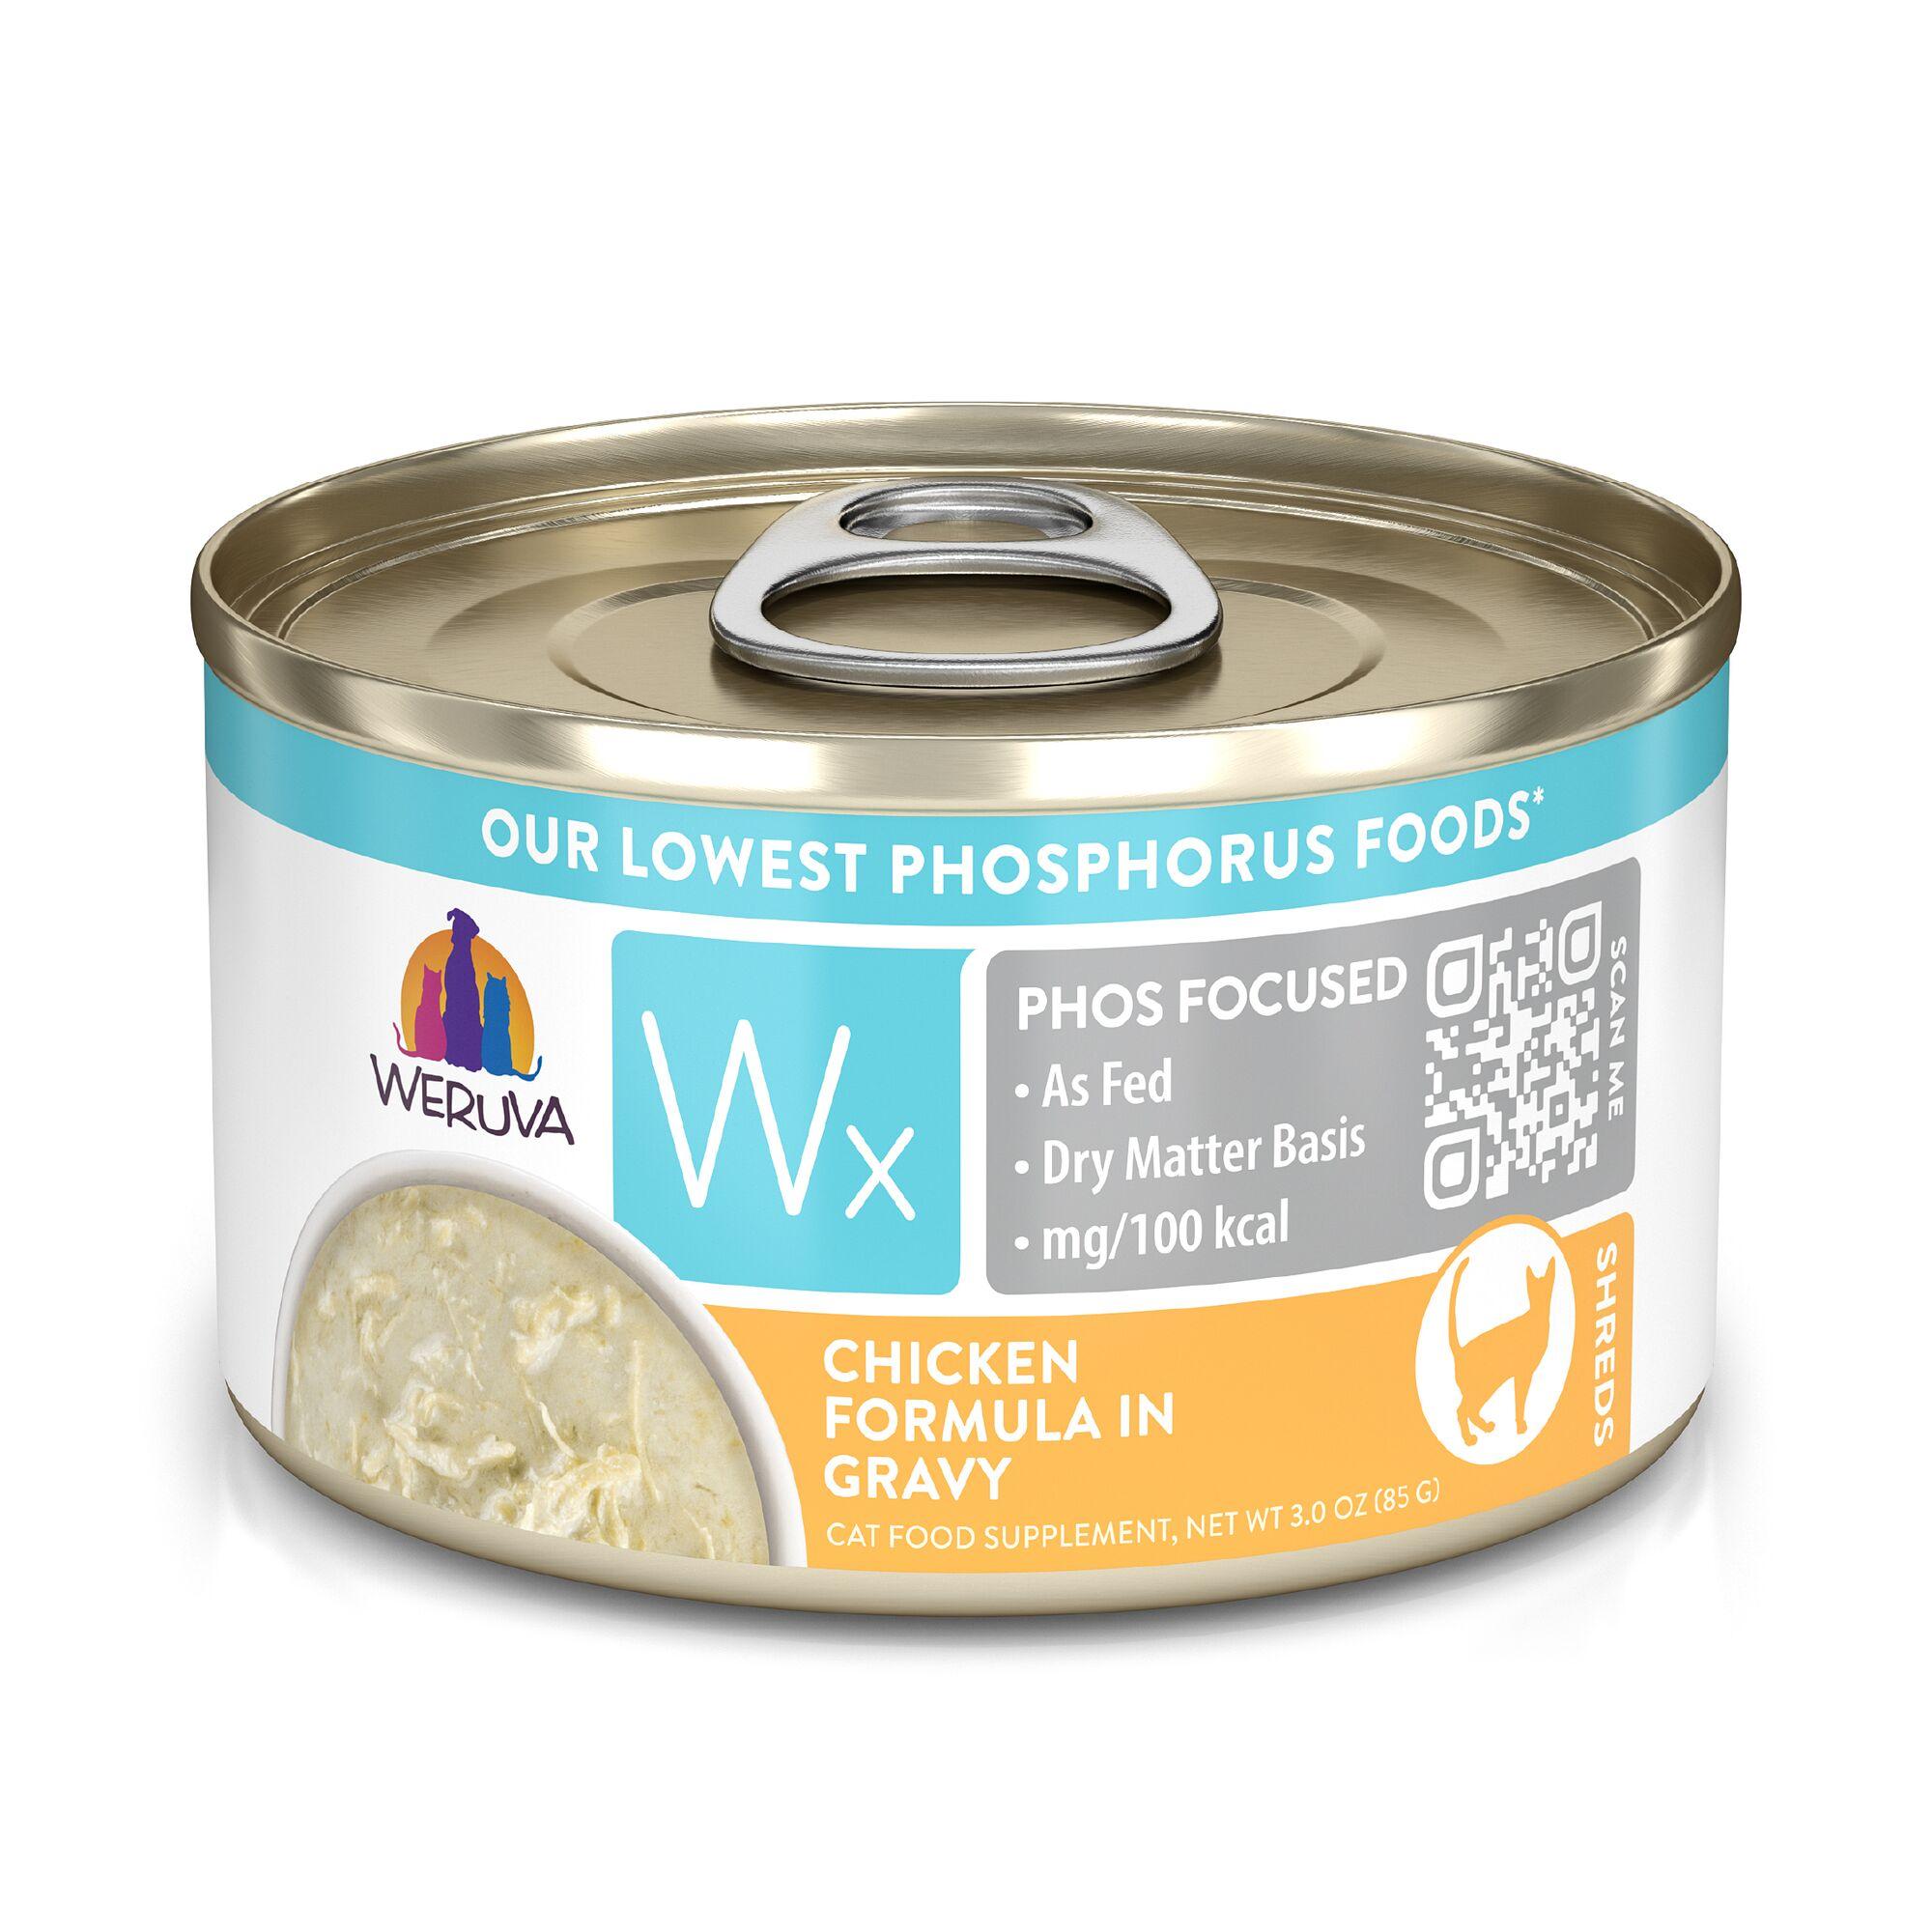 OUR LOWEST PHOSPHORUS FOODS*
WERUVA
Wx
PHOS FOCUSED
• As Fed
• Dry Matter Basis
• mg/100 kcal
SCAN ME
CHICKEN
FORMULA IN
GRAVY
CAT FOOD SUPPLEMENT, NET WT 3.0 OZ (85 G)
SHREDS